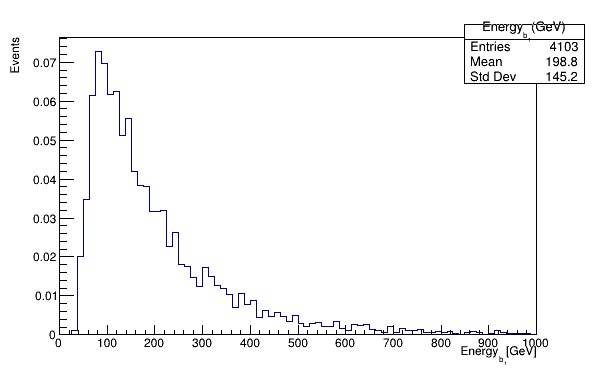 Energy_b₁(GeV)
Entries 4103
Mean 198.8
Std Dev 145.2
Events
0.07
0.06
0.05
0.04
0.03
0.02
0.01
0
0 100 200 300 400 500 600 700 800 900 1000
Energy_b₁[GeV]